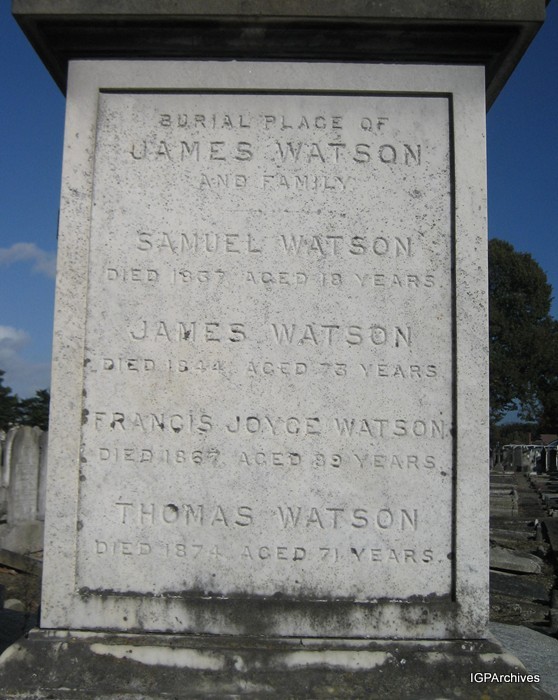 BURIAL PLACE OF
JAMES WATSON
AND FAMILY
SAMUEL WATSON
DIED 1837 AGED 18 YEARS.
JAMES WATSON
DIED 1844 AGED 73 YEARS.
FRANCIS JOYCE WATSON
DIED 1867 AGED 99 YEARS.
THOMAS WATSON
DIED 1874 AGED 71 YEARS.
IGPArchives